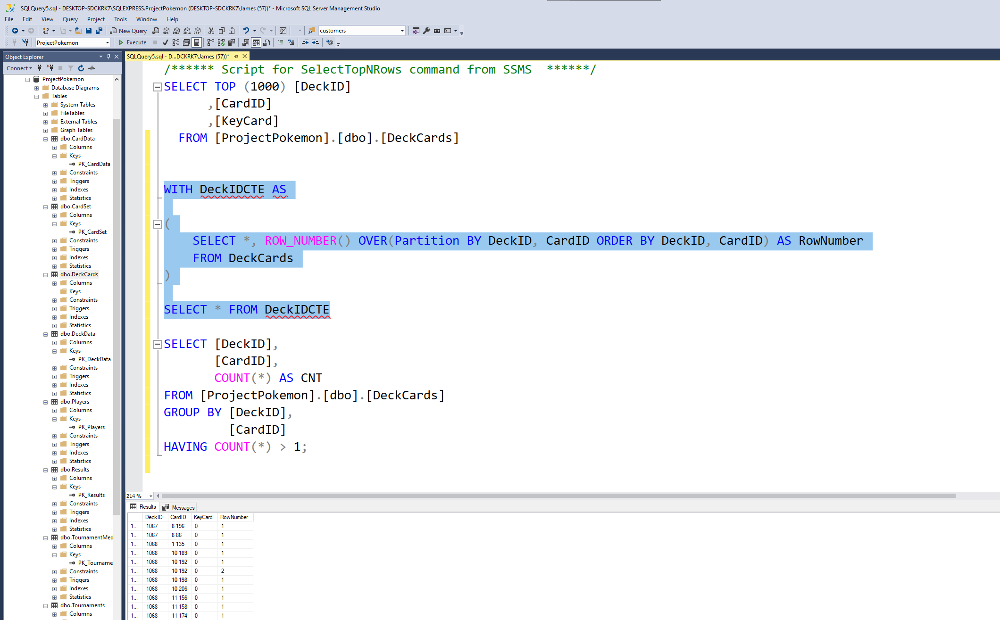 SQLQuery5.sql - DESKTOP-SDCKRK7\SQLEXPRESS.ProjectPokemon (DESKTOP-SDCKRK7\James (57))* - Microsoft SQL Server Management Studio
File Edit View Query Project Tools Window Help
New Query MDX DMX XMLA DAX customers
ProjectPokemon Execute
Object Explorer
Connect
ProjectPokemon
Database Diagrams
Tables
System Tables
FileTables
External Tables
Graph Tables
dbo.CardData
Columns
Keys
PK_CardData
Constraints
Triggers
Indexes
Statistics
dbo.CardSet
Columns
Keys
PK_CardSet
Constraints
Triggers
Indexes
Statistics
dbo.DeckCards
Columns
Keys
Constraints
Triggers
Indexes
Statistics
dbo.DeckData
Columns
Keys
PK_DeckData
Constraints
Triggers
Indexes
Statistics
dbo.Players
Columns
Keys
PK_Players
Constraints
Triggers
Indexes
Statistics
dbo.Results
Columns
Keys
PK_Results
Constraints
Triggers
Indexes
Statistics
dbo.TournamentMed
Columns
Keys
PK_Tourname
Constraints
Triggers
Indexes
Statistics
dbo.Tournaments
Columns
SQLQuery5.sql - D...DCKRK7\James (57))*
/****** Script for SelectTopNRows command from SSMS  ******/
SELECT TOP (1000) [DeckID]
,[CardID]
,[KeyCard]
FROM [ProjectPokemon].[dbo].[DeckCards]
WITH DeckIDCTE AS
(
SELECT *, ROW_NUMBER() OVER(Partition BY DeckID, CardID ORDER BY DeckID, CardID) AS RowNumber
FROM DeckCards
)
SELECT * FROM DeckIDCTE
SELECT [DeckID],
[CardID],
COUNT(*) AS CNT
FROM [ProjectPokemon].[dbo].[DeckCards]
GROUP BY [DeckID],
[CardID]
HAVING COUNT(*) > 1;
214 %
Results Messages
DeckID CardID KeyCard RowNumber
1... 1067 8 196 0 1
1... 1067 8 86 0 1
1... 1068 1 135 0 1
1... 1068 10 189 0 1
1... 1068 10 192 0 1
1... 1068 10 192 0 2
1... 1068 10 198 0 1
1... 1068 10 206 0 1
1... 1068 11 156 0 1
1... 1068 11 158 0 1
1... 1068 11 174 0 1